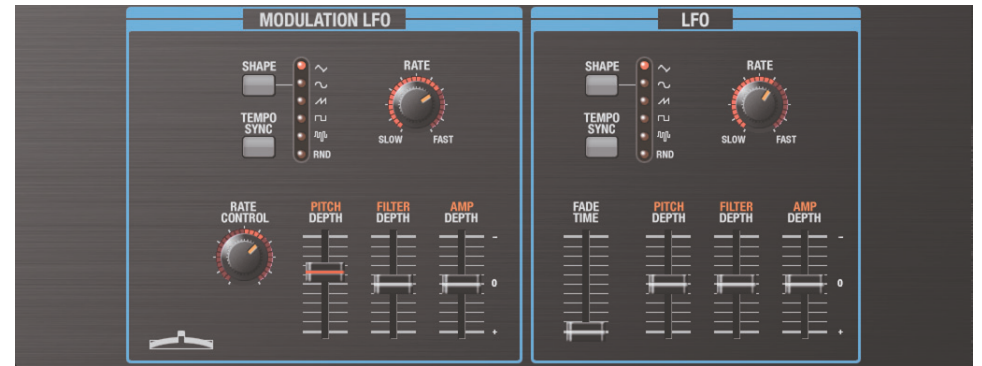 MODULATION LFO
SHAPE
TEMPO
SYNC
RND
RATE
SLOW
FAST
RATE
CONTROL
PITCH
DEPTH
FILTER
DEPTH
AMP
DEPTH
-
0
+
LFO
SHAPE
TEMPO
SYNC
RND
RATE
SLOW
FAST
FADE
TIME
PITCH
DEPTH
FILTER
DEPTH
AMP
DEPTH
-
0
+